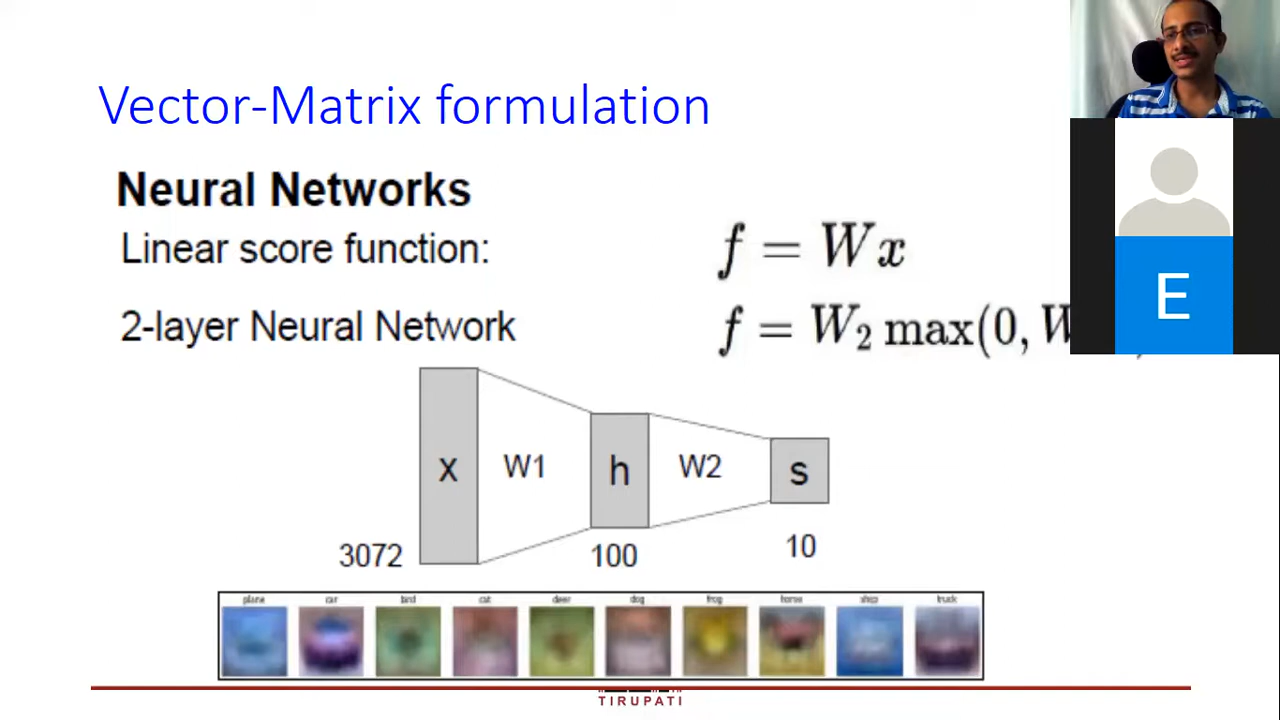 Vector-Matrix formulation
Neural Networks
Linear score function: f = Wx
2-layer Neural Network f = W₂ max(0, W
E
x W1 h W2 s
3072 100 10
plane car bird cat deer dog frog horse ship truck
TIRUPATI